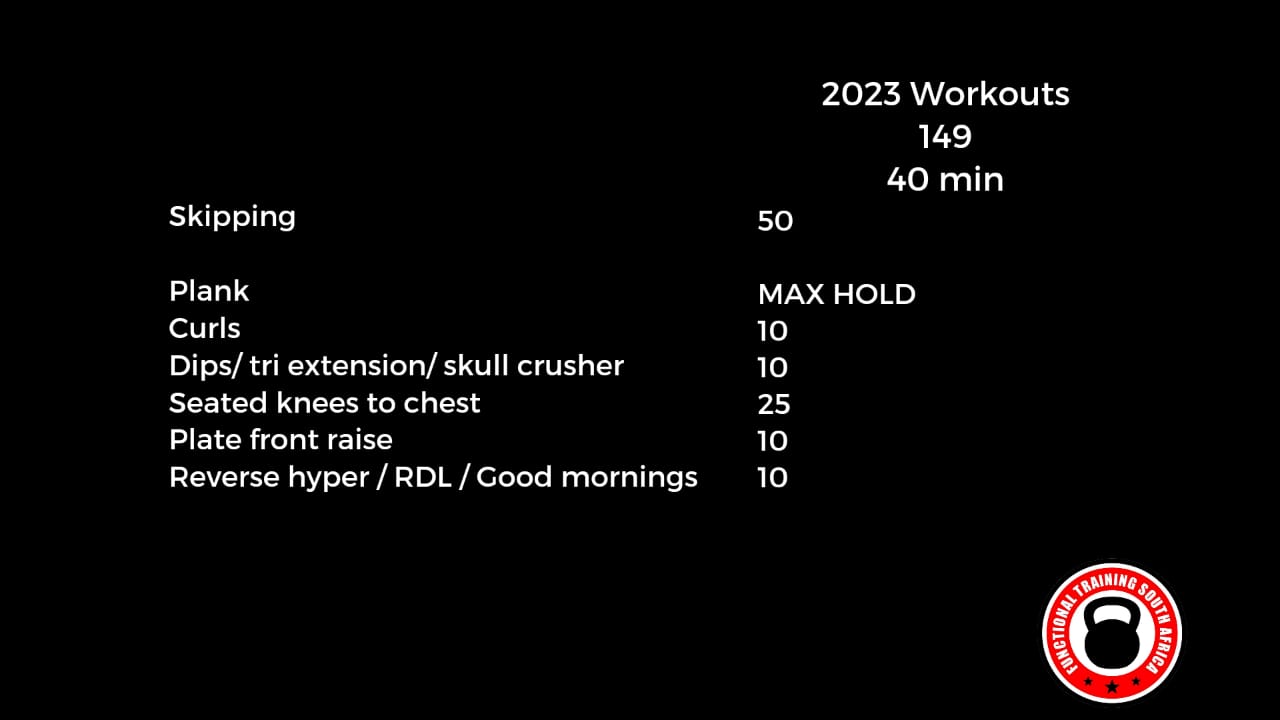 2023 Workouts
149
40 min
Skipping 50
Plank MAX HOLD
Curls 10
Dips/ tri extension/ skull crusher 10
Seated knees to chest 25
Plate front raise 10
Reverse hyper / RDL / Good mornings 10
FUNCTIONAL TRAINING SOUTH AFRICA